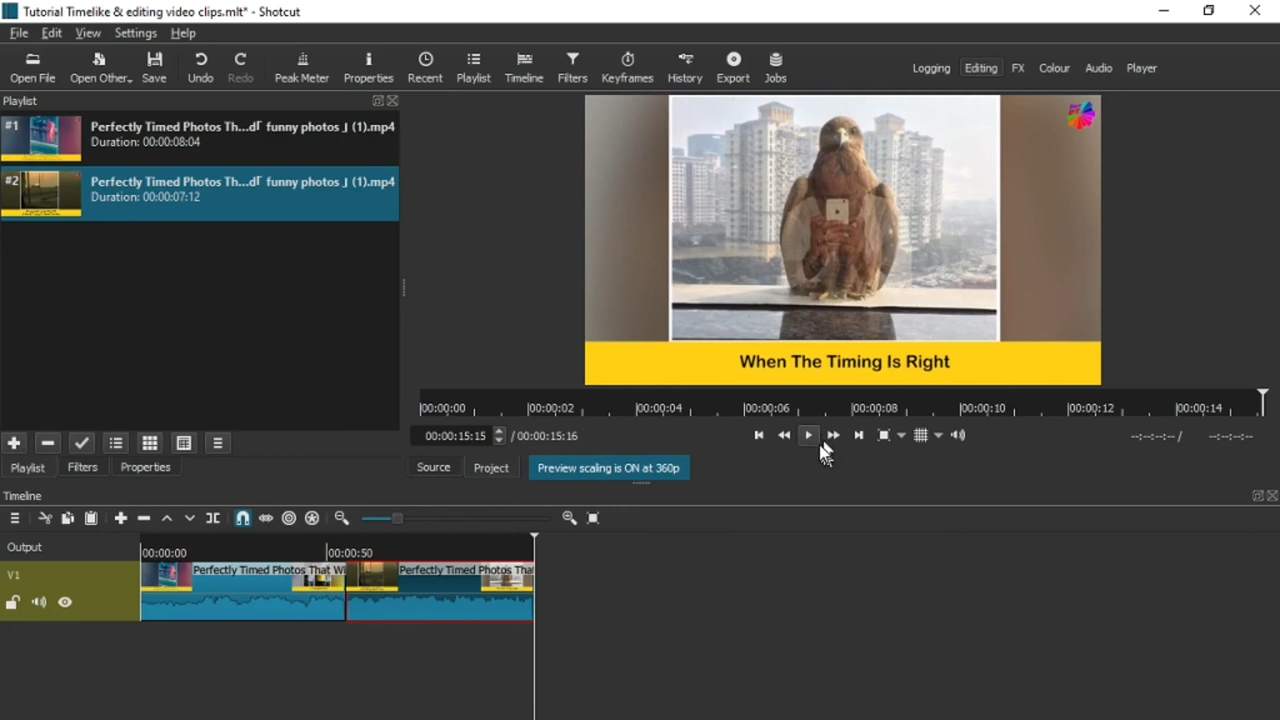 Tutorial Timelike & editing video clips.mlt* - Shotcut
File Edit View Settings Help
Open File Open Other... Save Undo Redo Peak Meter Properties Recent Playlist Timeline Filters Keyframes History Export Jobs Logging Editing FX Colour Audio Player
Playlist
#1 Perfectly Timed Photos Th...d꜒ funny photos ꜗ (1).mp4
Duration: 00:00:08:04
#2 Perfectly Timed Photos Th...d꜒ funny photos ꜗ (1).mp4
Duration: 00:00:07:12
When The Timing Is Right
00:00:00 00:00:02 00:00:04 00:00:06 00:00:08 00:00:10 00:00:12 00:00:14
00:00:15:15 / 00:00:15:16 --:--:--:-- / --:--:--:--
Playlist Filters Properties Source Project Preview scaling is ON at 360p
Timeline
Output 00:00:00 00:00:50
V1 Perfectly Timed Photos That Wi Perfectly Timed Photos Tha